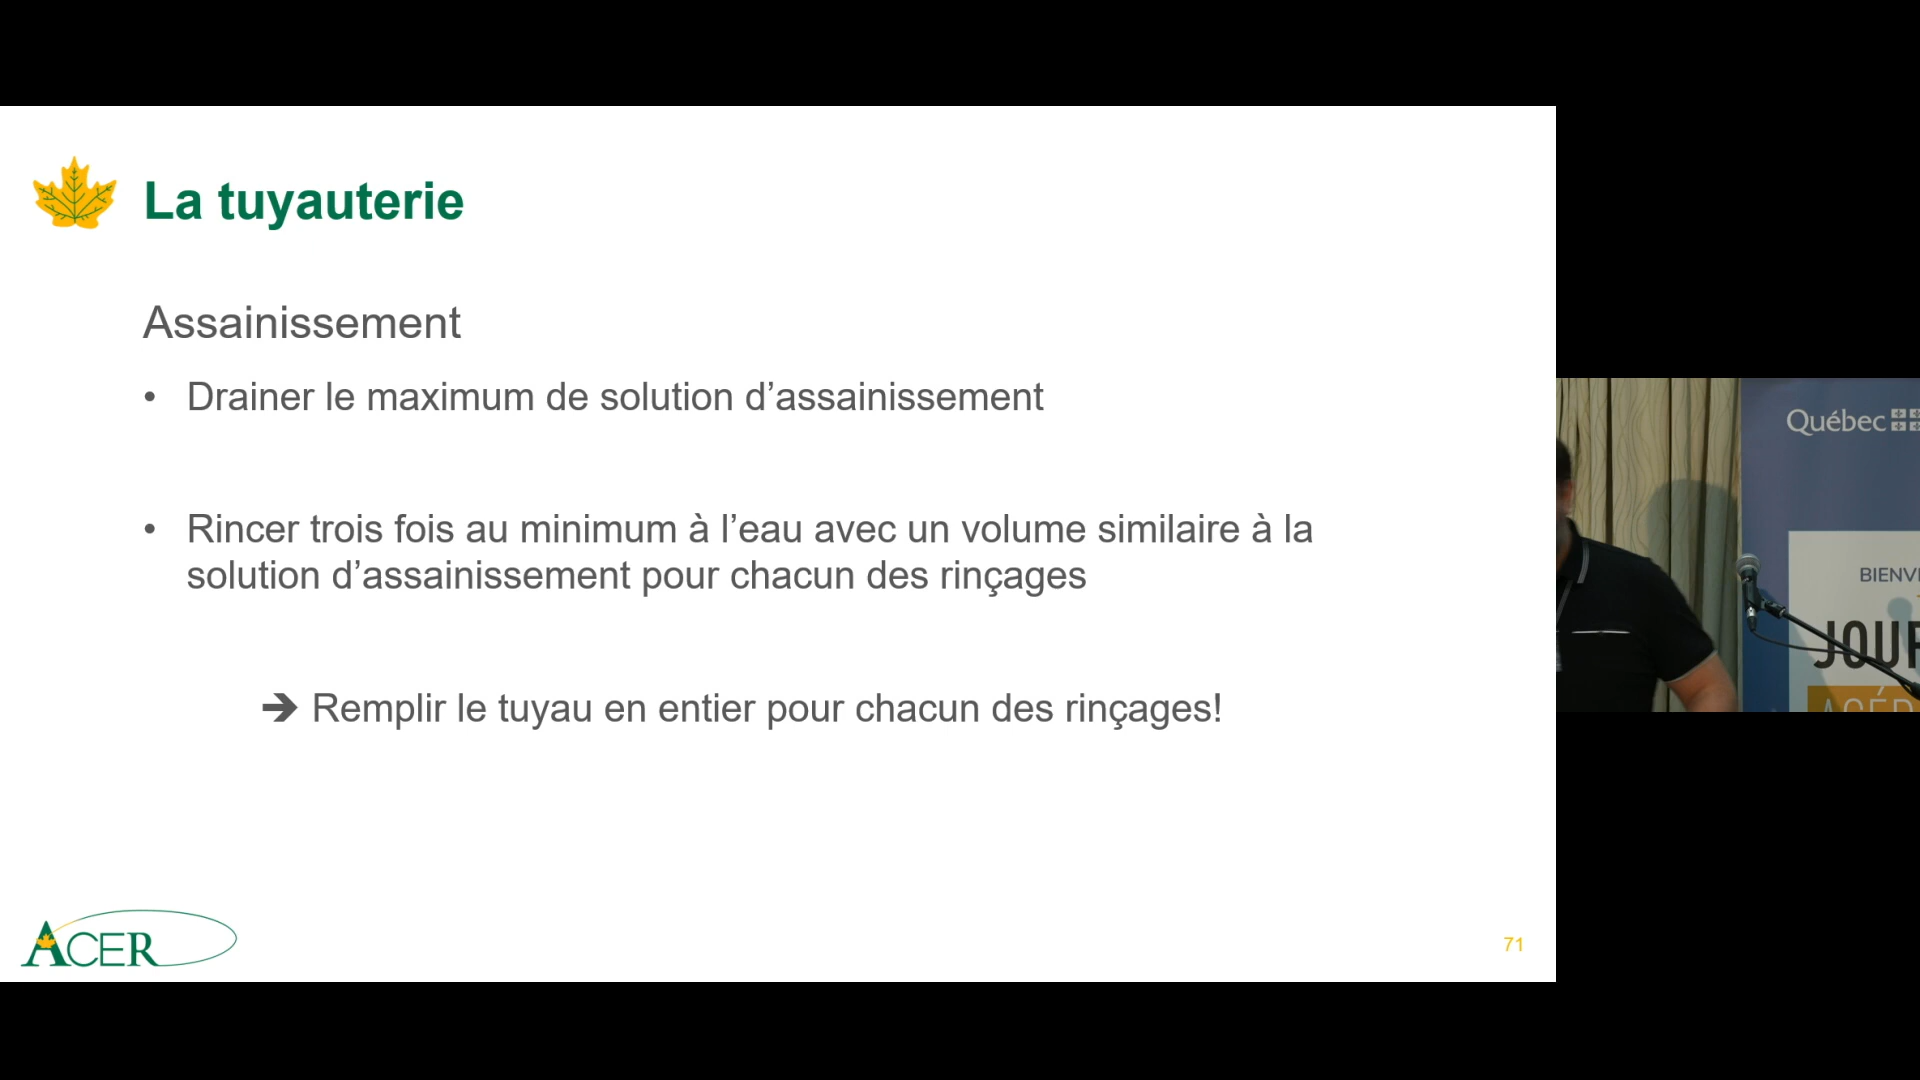 La tuyauterie
Assainissement
• Drainer le maximum de solution d’assainissement
• Rincer trois fois au minimum à l’eau avec un volume similaire à la
solution d’assainissement pour chacun des rinçages
➔ Remplir le tuyau en entier pour chacun des rinçages!
ACER
71
Québec
BIENV
JOUR
ACÉR